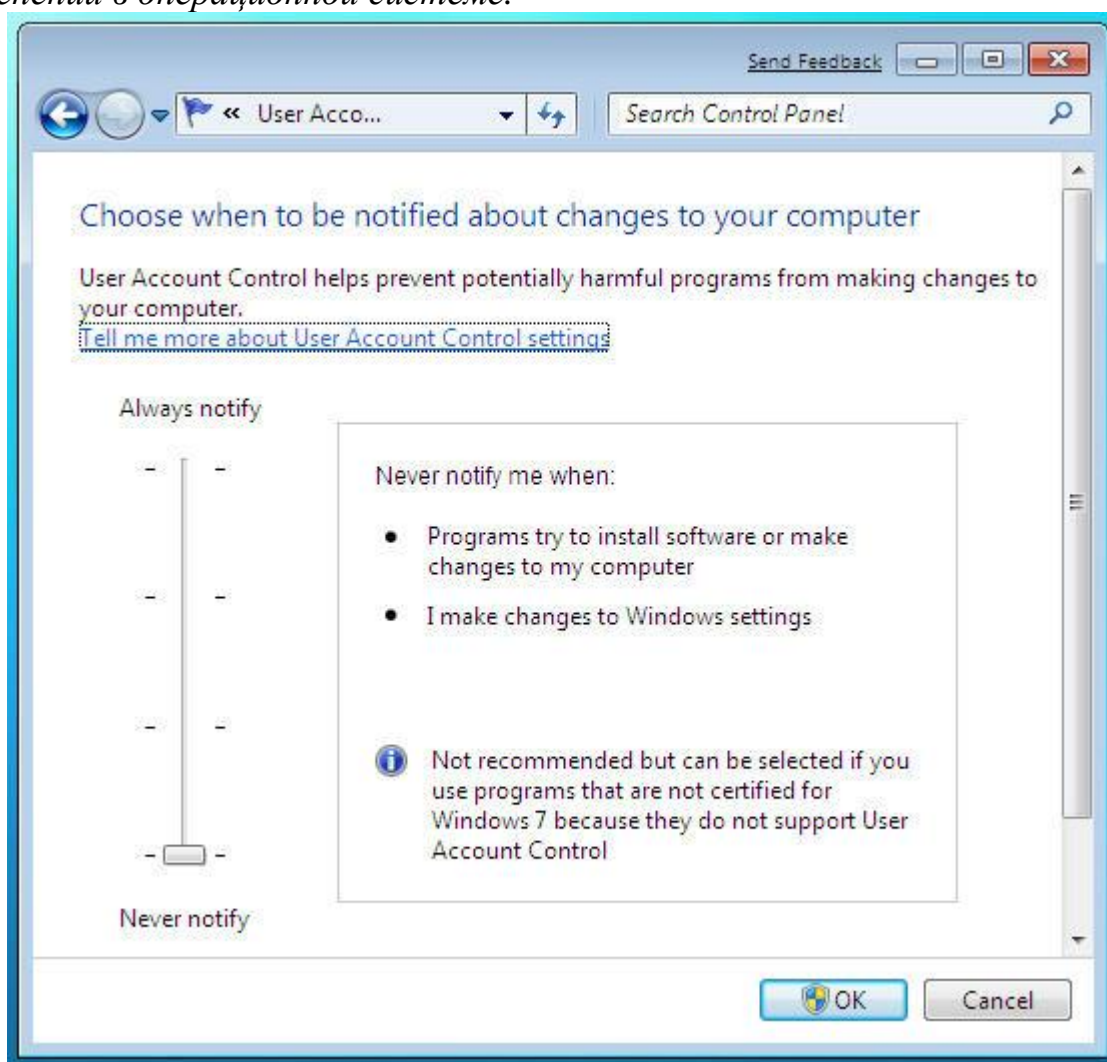 в операционной системе.
Send Feedback
« User Acco...
Search Control Panel
Choose when to be notified about changes to your computer
User Account Control helps prevent potentially harmful programs from making changes to
your computer.
Tell me more about User Account Control settings
Always notify
Never notify me when:
• Programs try to install software or make
changes to my computer
• I make changes to Windows settings
Not recommended but can be selected if you
use programs that are not certified for
Windows 7 because they do not support User
Account Control
Never notify
OK
Cancel